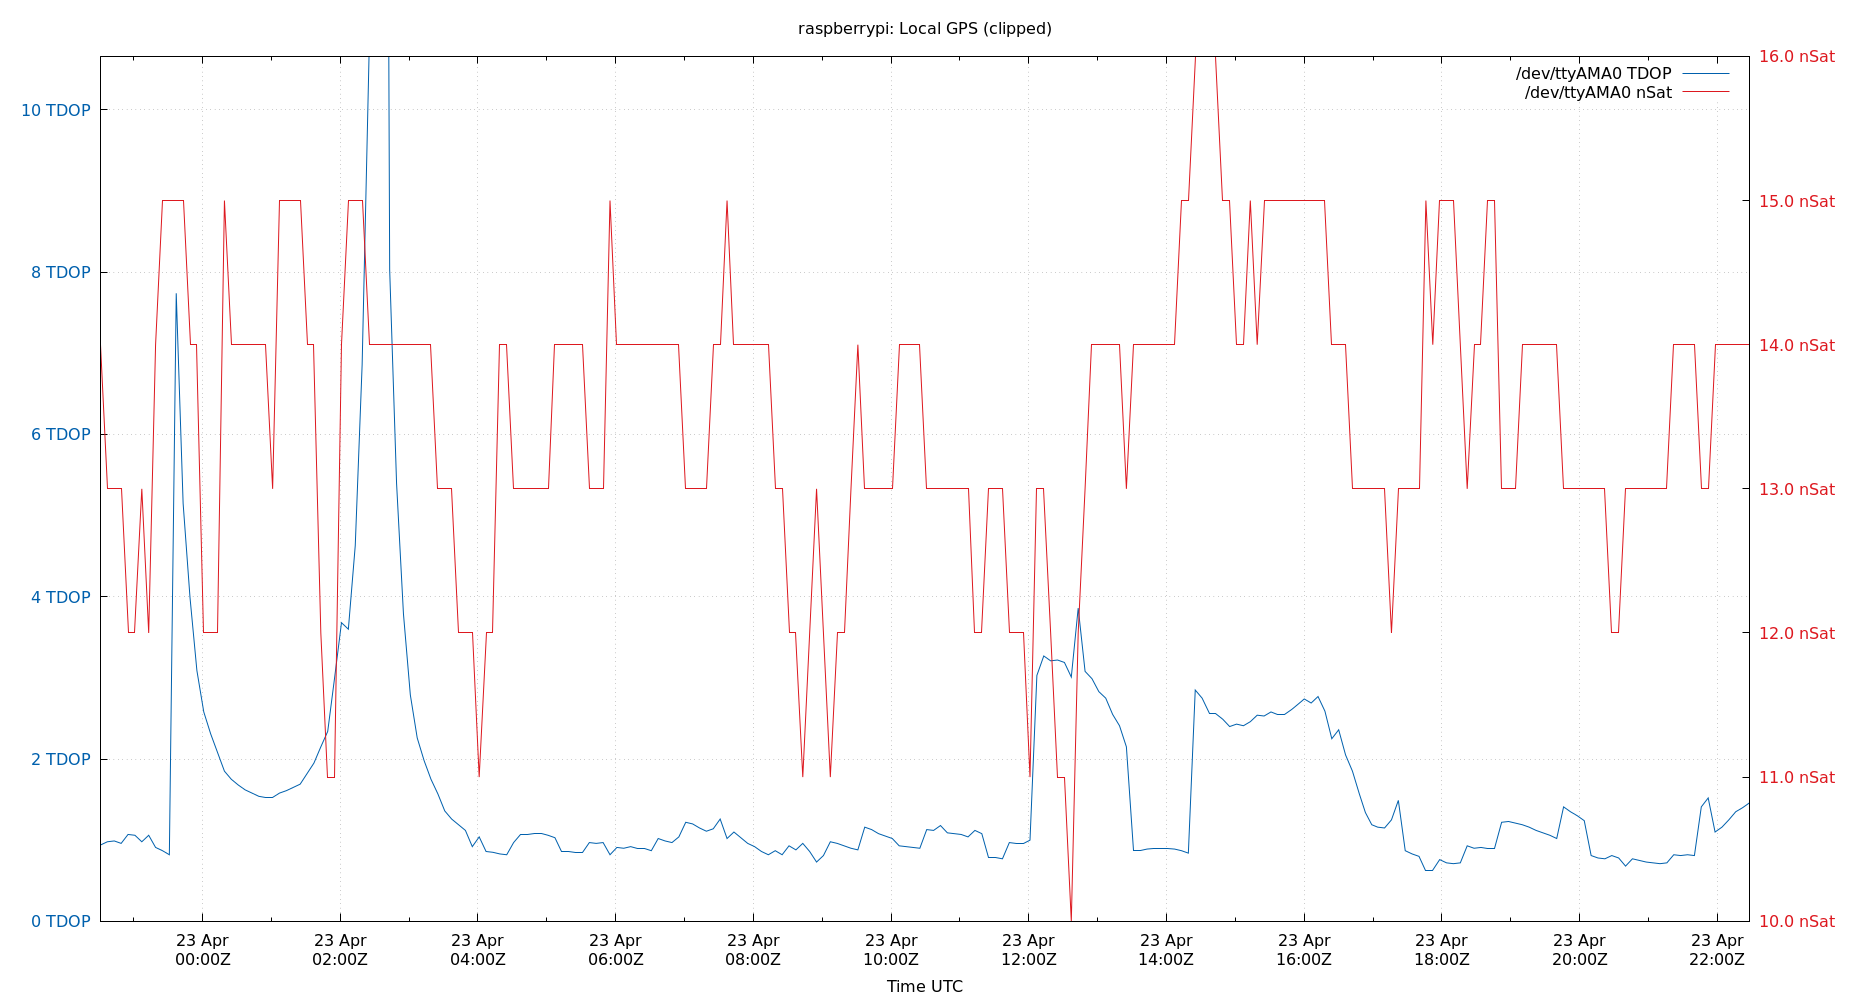 raspberrypi: Local GPS (clipped)
/dev/ttyAMA0 TDOP
/dev/ttyAMA0 nSat
10 TDOP
8 TDOP
6 TDOP
4 TDOP
2 TDOP
0 TDOP
16.0 nSat
15.0 nSat
14.0 nSat
13.0 nSat
12.0 nSat
11.0 nSat
10.0 nSat
23 Apr 23 Apr 23 Apr 23 Apr 23 Apr 23 Apr 23 Apr 23 Apr 23 Apr 23 Apr 23 Apr 23 Apr
00:00Z 02:00Z 04:00Z 06:00Z 08:00Z 10:00Z 12:00Z 14:00Z 16:00Z 18:00Z 20:00Z 22:00Z
Time UTC